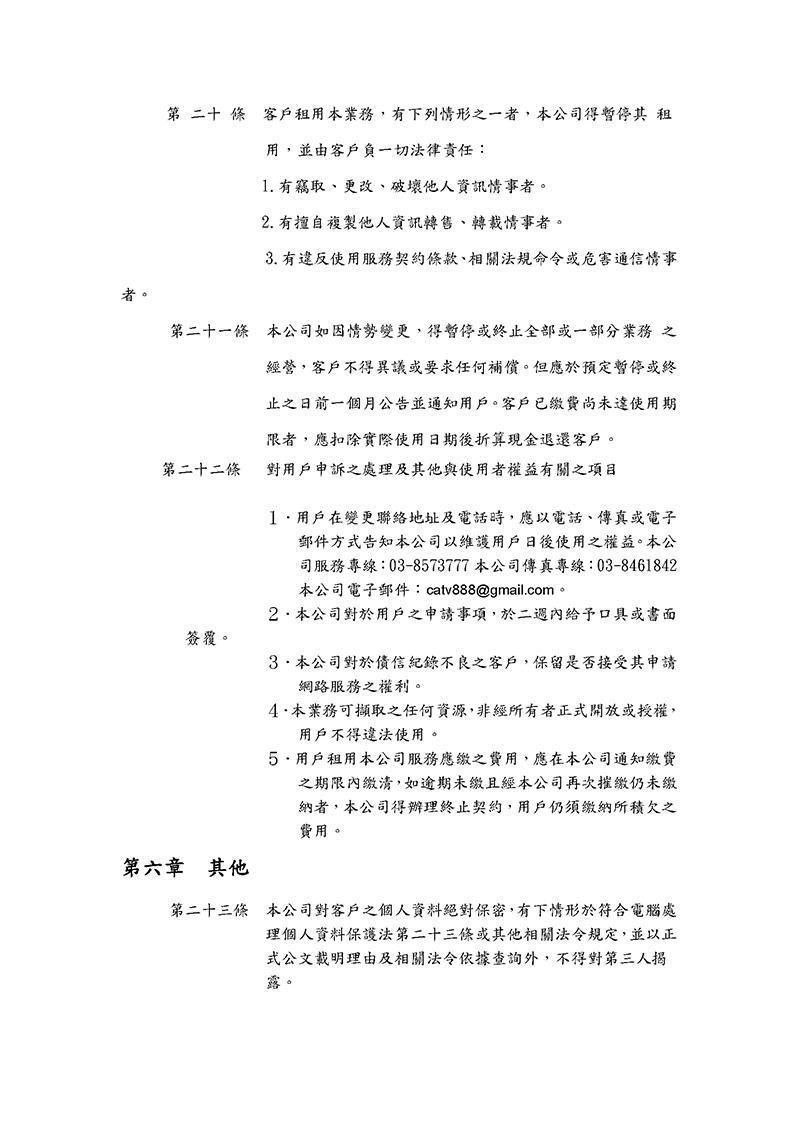 第 二十 條　客戶租用本業務，有下列情形之一者，本公司得暫停其 租
用，並由客戶負一切法律責任：
1.有竊取、更改、破壞他人資訊情事者。
2.有擅自複製他人資訊轉售、轉載情事者。
3.有違反使用服務契約條款、相關法規命令或危害通信情事
者。
第二十一條　本公司如因情勢變更，得暫停或終止全部或一部分業務 之
經營，客戶不得異議或要求任何補償。但應於預定暫停或終
止之日前一個月公告並通知用戶。客戶已繳費尚未達使用期
限者，應扣除實際使用日期後折算現金退還客戶。
第二十二條　對用戶申訴之處理及其他與使用者權益有關之項目
１．用戶在變更聯絡地址及電話時，應以電話、傳真或電子
郵件方式告知本公司以維護用戶日後使用之權益。本公
司服務專線：03-8573777 本公司傳真專線：03-8461842
本公司電子郵件：catv888@gmail.com。
２．本公司對於用戶之申請事項，於二週內給予口具或書面
簽覆。
３．本公司對於債信紀錄不良之客戶，保留是否接受其申請
網路服務之權利。
４．本業務可擷取之任何資源，非經所有者正式開放或授權，
用戶不得違法使用。
５．用戶租用本公司服務應繳之費用，應在本公司通知繳費
之期限內繳清，如逾期未繳且經本公司再次摧繳仍未繳
納者，本公司得辦理終止契約，用戶仍須繳納所積欠之
費用。
第六章　其他
第二十三條　本公司對客戶之個人資料絕對保密，有下情形於符合電腦處
理個人資料保護法第二十三條或其他相關法令規定，並以正
式公文載明理由及相關法令依據查詢外，不得對第三人揭
露。